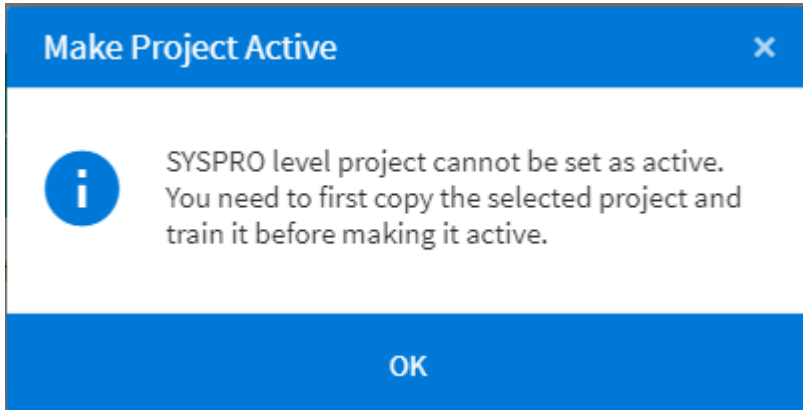 Make Project Active
SYSPRO level project cannot be set as active.
You need to first copy the selected project and
train it before making it active.
OK